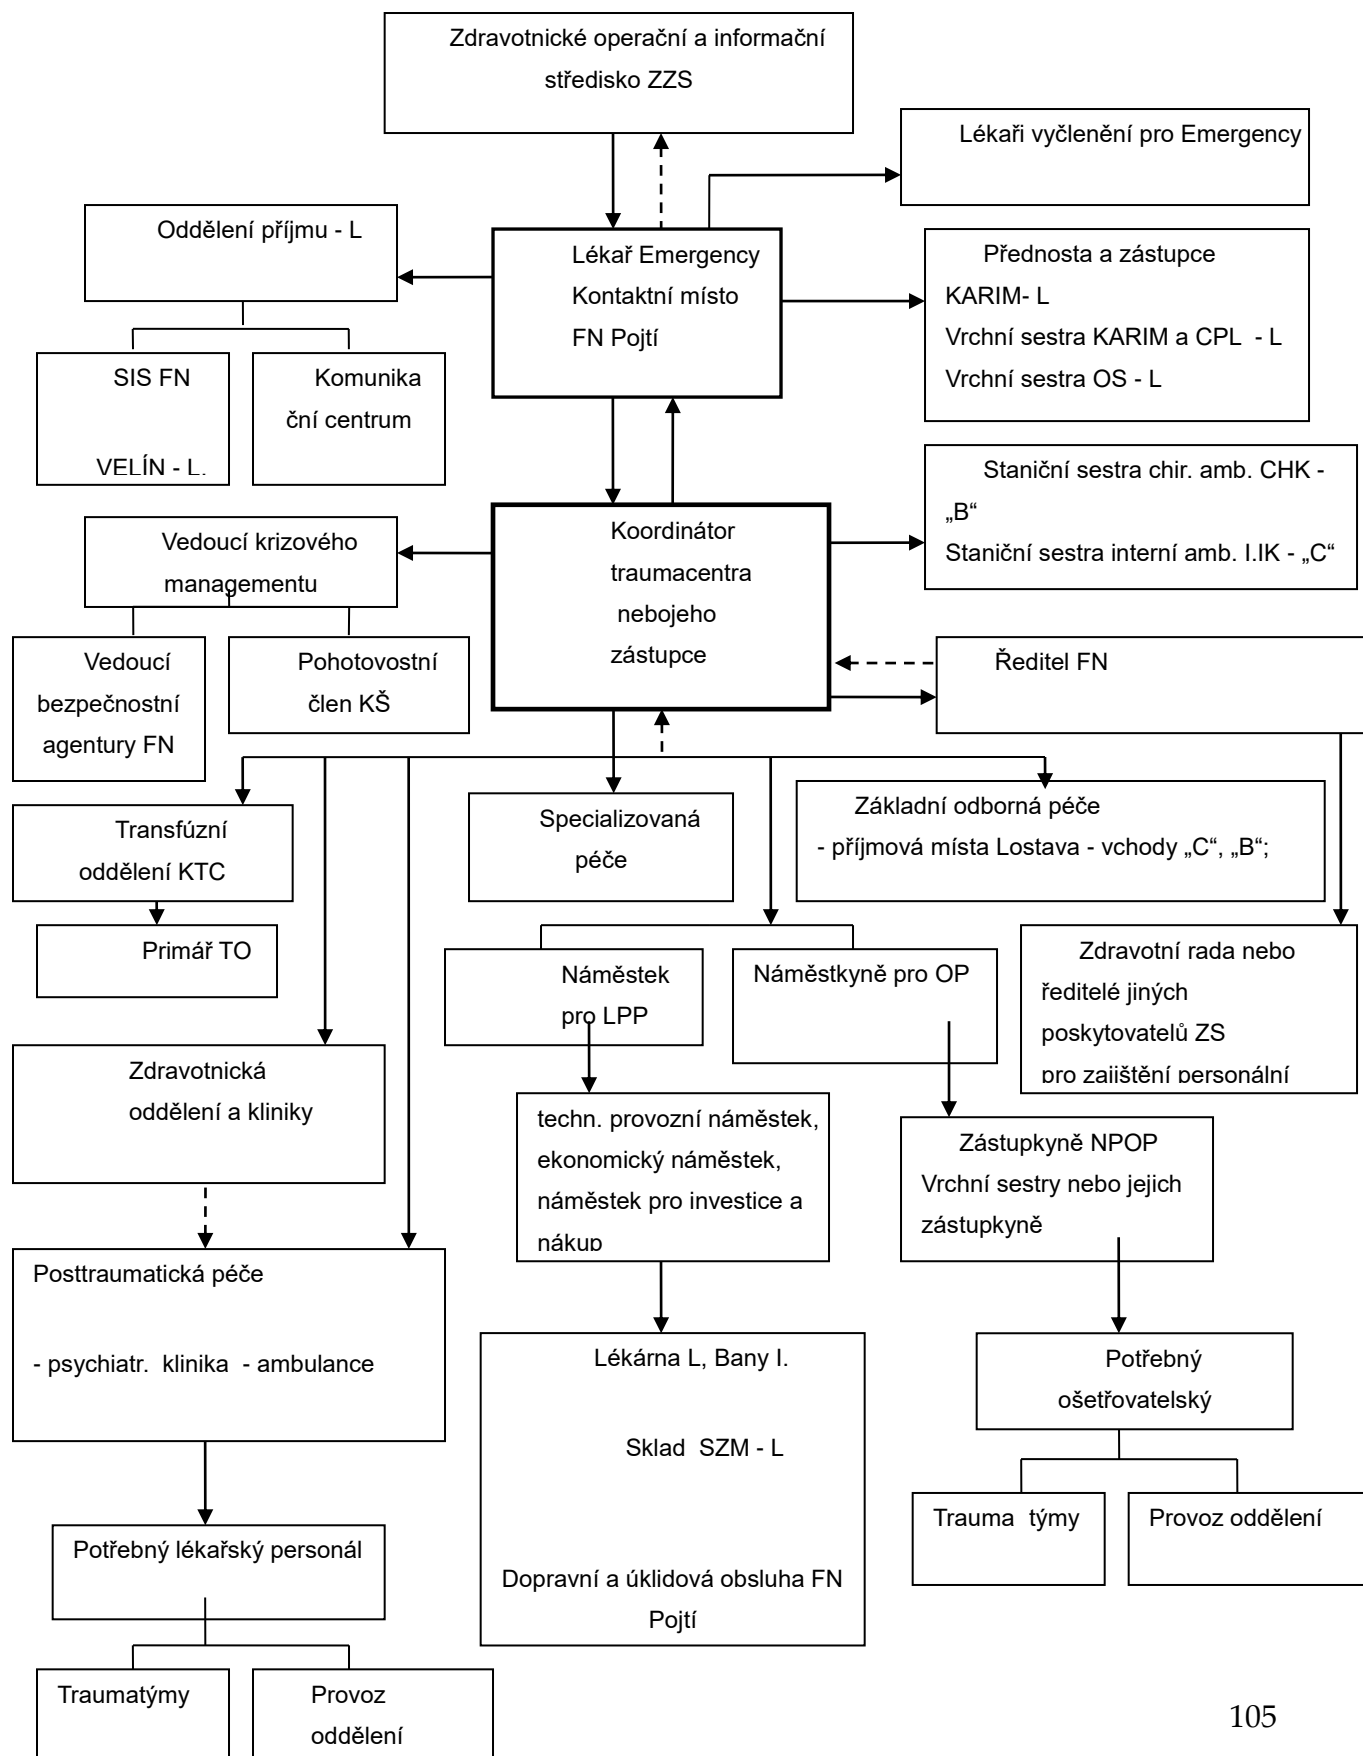 Zdravotnické operační a informační
středisko ZZS
Lékaři vyčlenění pro Emergency
Oddělení příjmu - L
Lékař Emergency
Kontaktní místo
FN Pojtí
Přednosta a zástupce
KARIM- L
Vrchní sestra KARIM a CPL - L
Vrchní sestra OS - L
SIS FN
VELÍN - L.
Komunika
ční centrum
Staniční sestra chir. amb. CHK -
„B“
Staniční sestra interní amb. I.IK - „C“
Vedoucí krizového
managementu
Koordinátor
traumacentra
nebojeho
zástupce
Vedoucí
bezpečnostní
agentury FN
Pohotovostní
člen KŠ
Ředitel FN
Transfúzní
oddělení KTC
Specializovaná
péče
Základní odborná péče
- příjmová místa Lostava - vchody „C“, „B“;
Primář TO
Náměstek
pro LPP
Náměstkyně pro OP
Zdravotní rada nebo
ředitelé jiných
poskytovatelů ZS
pro zajištění personální
Zdravotnická
oddělení a kliniky
techn. provozní náměstek,
ekonomický náměstek,
náměstek pro investice a
nákup
Zástupkyně NPOP
Vrchní sestry nebo jejich
zástupkyně
Posttraumatická péče
- psychiatr. klinika - ambulance
Lékárna L, Bany I.
Sklad SZM - L
Dopravní a úklidová obsluha FN
Pojtí
Potřebný
ošetřovatelský
Trauma týmy
Provoz oddělení
Potřebný lékařský personál
Traumatýmy
Provoz
oddělení
105